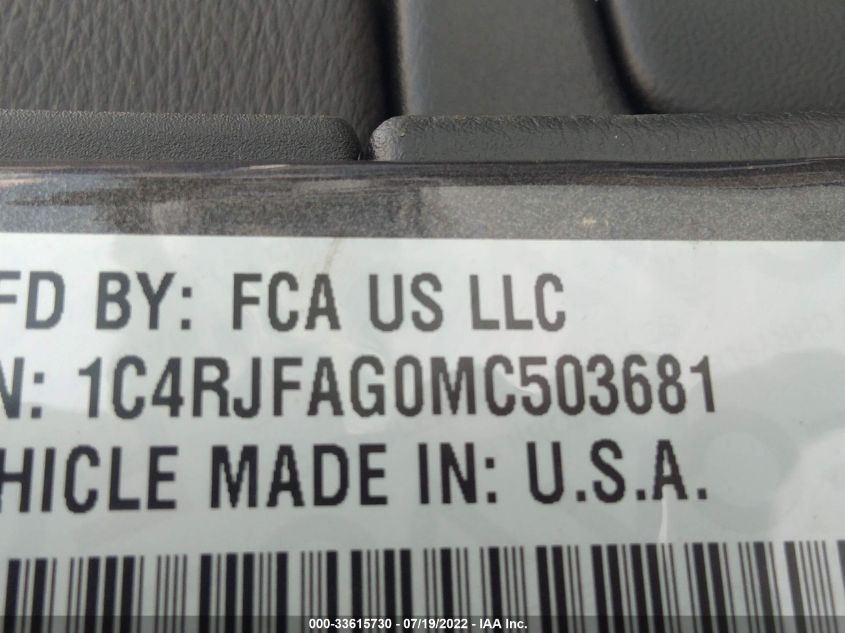 FD BY: FCA US LLC
N: 1C4RJFAG0MC503681
HICLE MADE IN: U.S.A.
000-33615730 - 07/19/2022 - IAA Inc.